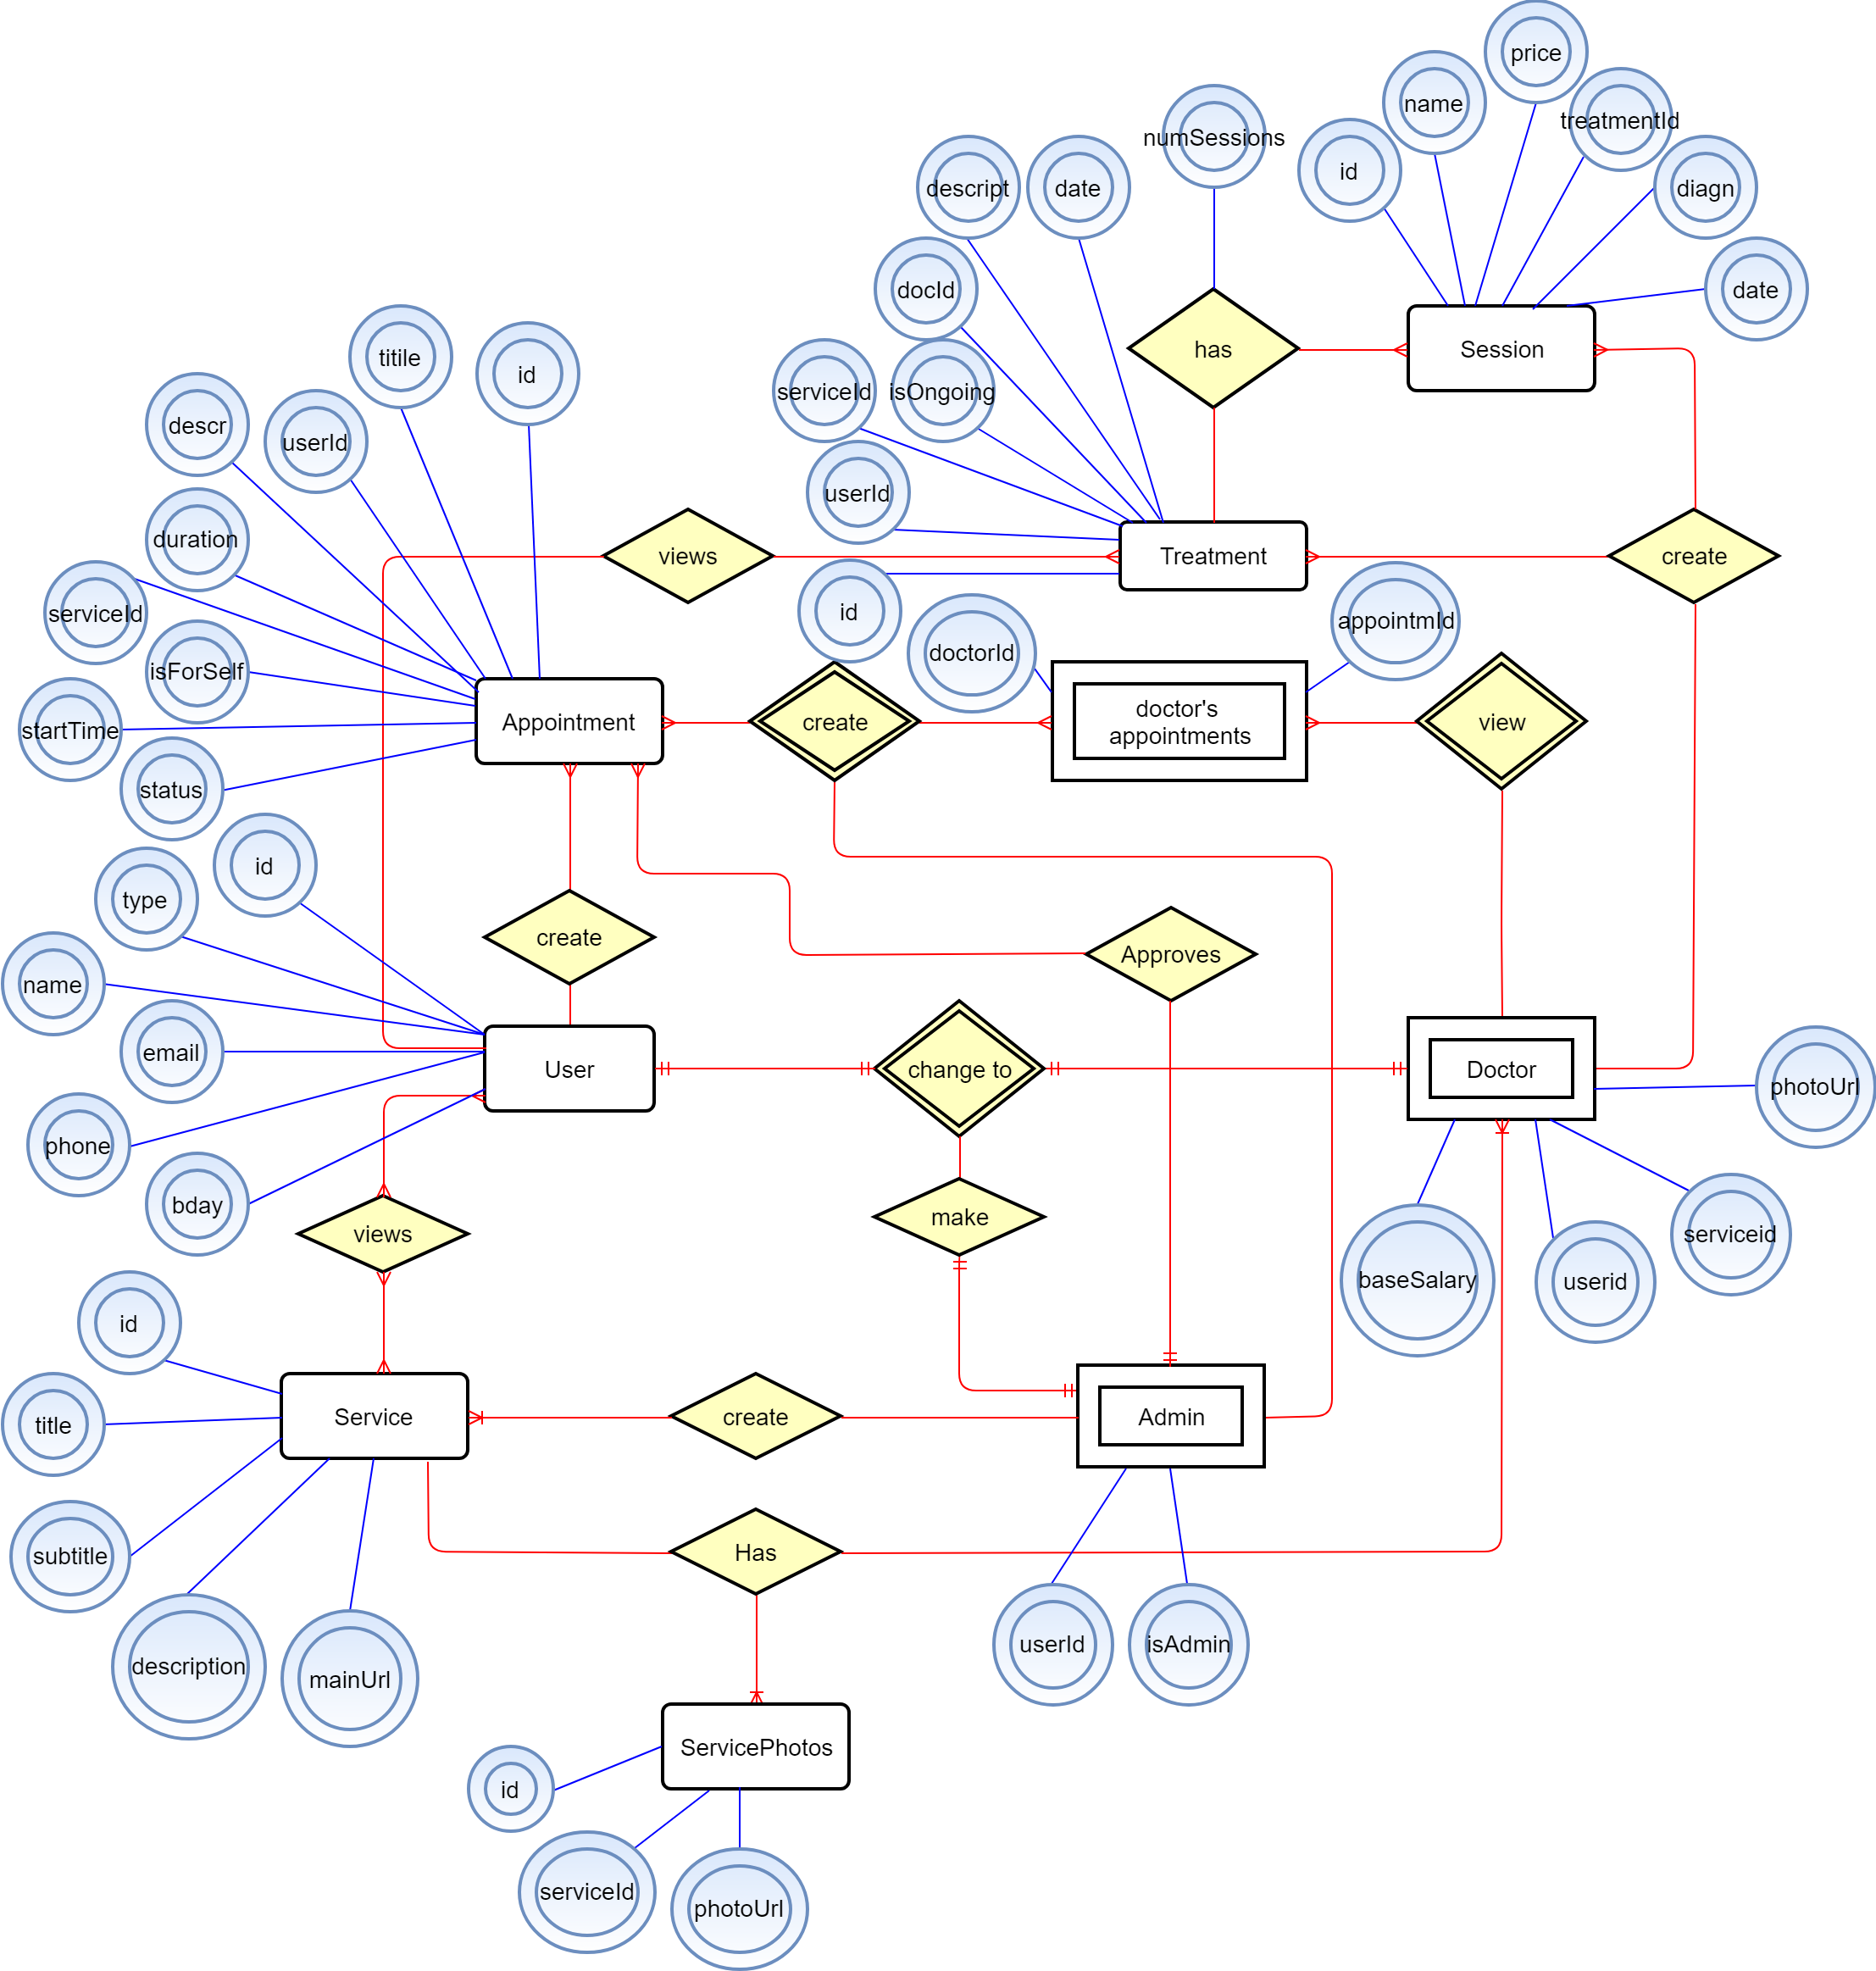 price
name
treatmentId
numSessions
id
descript
date
diagn
docId
date
has
Session
titile
id
serviceId
isOngoing
descr
userId
userId
duration
views
Treatment
create
serviceId
id
appointmId
doctorId
isForSelf
startTime
Appointment
create
doctor's
appointments
view
status
id
type
create
Approves
name
email
User
change to
Doctor
photoUrl
phone
bday
make
views
serviceid
baseSalary
userid
id
title
Service
create
Admin
subtitle
Has
description
mainUrl
userId
isAdmin
ServicePhotos
id
serviceId
photoUrl